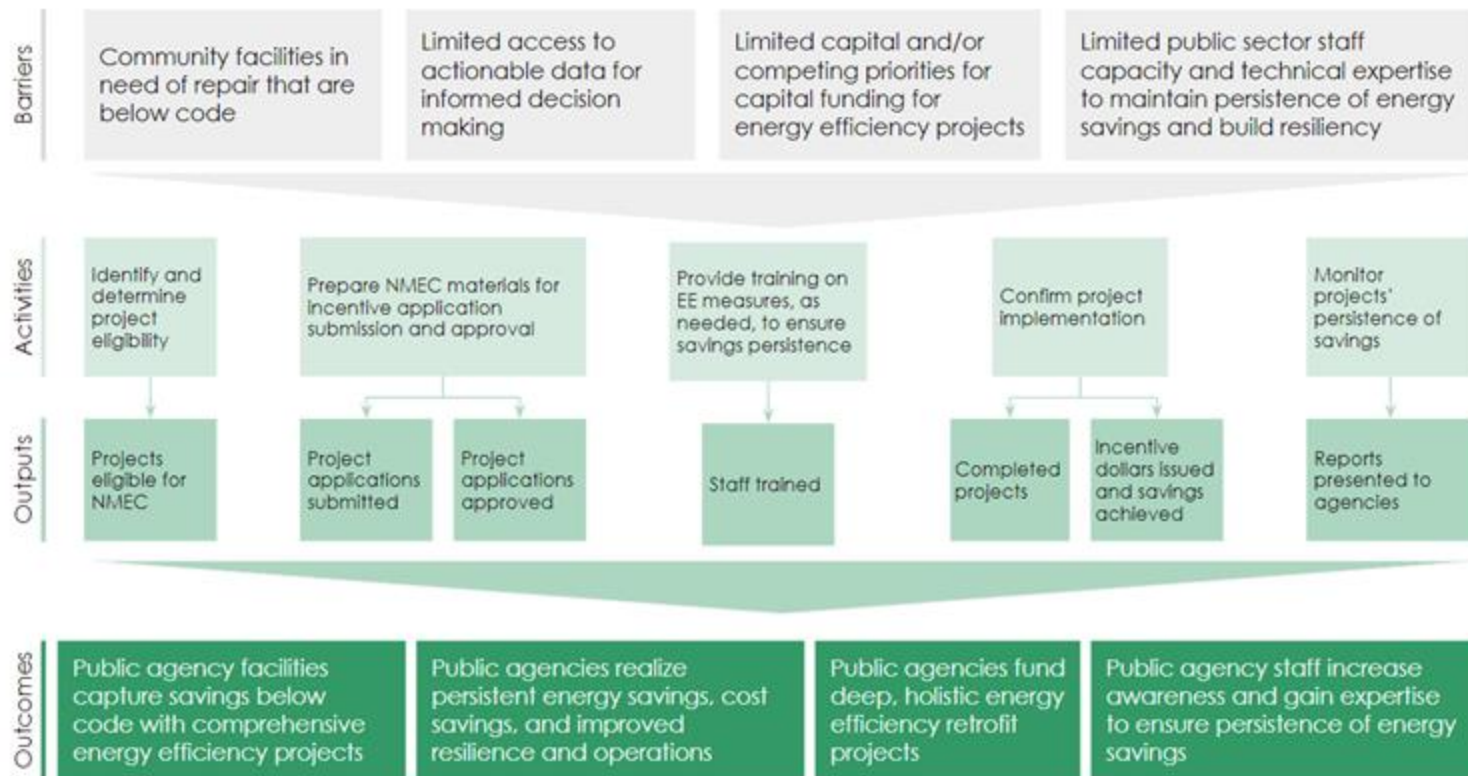 Barriers
Community facilities in
need of repair that are
below code
Limited access to
actionable data for
informed decision
making
Limited capital and/or
competing priorities for
capital funding for
energy efficiency projects
Limited public sector staff
capacity and technical expertise
to maintain persistence of energy
savings and build resiliency
Activities
Identify and
determine
project
eligibility
Prepare NMEC materials for
incentive application
submission and approval
Provide training on
EE measures, as
needed, to ensure
savings persistence
Confirm project
implementation
Monitor
projects'
persistence of
savings
Outputs
Projects
eligible for
NMEC
Project
applications
submitted
Project
applications
approved
Staff trained
Completed
projects
Incentive
dollars issued
and savings
achieved
Reports
presented to
agencies
Outcomes
Public agency facilities
capture savings below
code with comprehensive
energy efficiency projects
Public agencies realize
persistent energy savings, cost
savings, and improved
resilience and operations
Public agencies fund
deep, holistic energy
efficiency retrofit
projects
Public agency staff increase
awareness and gain expertise
to ensure persistence of energy
savings